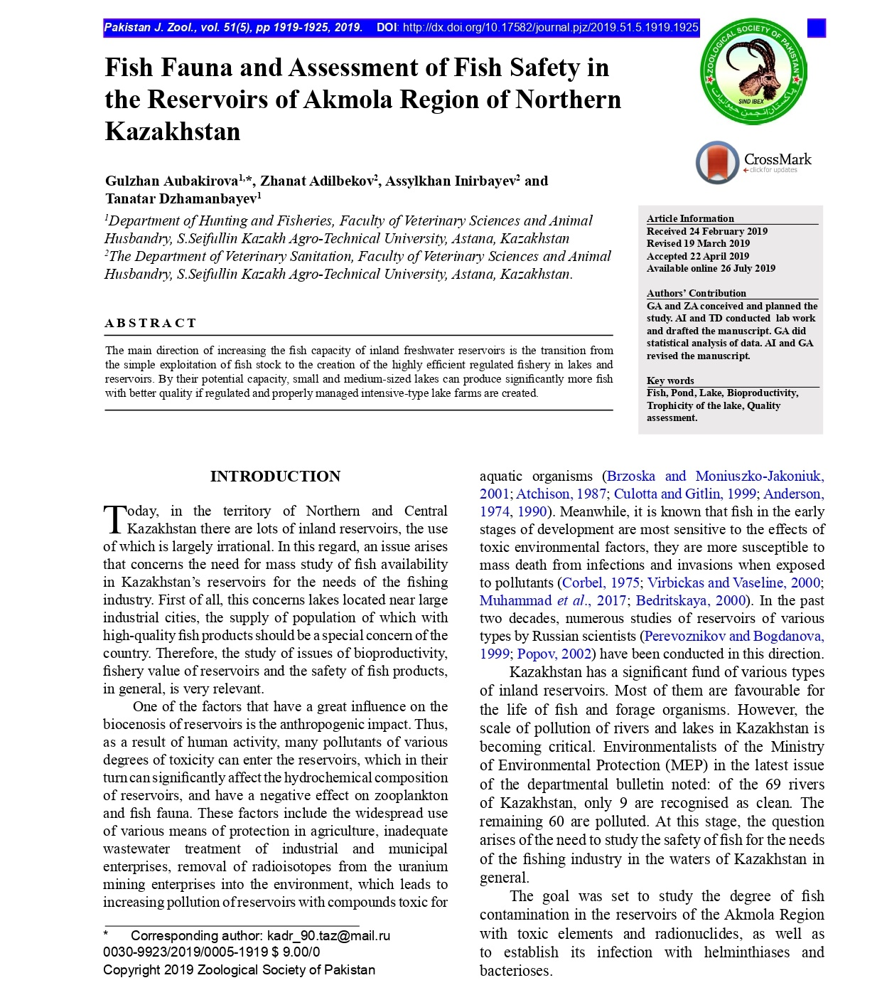 Pakistan J. Zool., vol. 51(5), pp 1919-1925, 2019. DOI: http://dx.doi.org/10.17582/journal.pjz/2019.51.5.1919.1925
ZOOLOGICAL SOCIETY OF PAKISTAN
SIND IBEX
پاکستان انجمن حیوانیات
Fish Fauna and Assessment of Fish Safety in
the Reservoirs of Akmola Region of Northern
Kazakhstan
CrossMark
click for updates
Gulzhan Aubakirova1,*, Zhanat Adilbekov2, Assylkhan Inirbayev2 and
Tanatar Dzhamanbayev1
1Department of Hunting and Fisheries, Faculty of Veterinary Sciences and Animal
Husbandry, S.Seifullin Kazakh Agro-Technical University, Astana, Kazakhstan
2The Department of Veterinary Sanitation, Faculty of Veterinary Sciences and Animal
Husbandry, S.Seifullin Kazakh Agro-Technical University, Astana, Kazakhstan.
Article Information
Received 24 February 2019
Revised 19 March 2019
Accepted 22 April 2019
Available online 26 July 2019
Authors' Contribution
GA and ZA conceived and planned the
study. AI and TD conducted lab work
and drafted the manuscript. GA did
statistical analysis of data. AI and GA
revised the manuscript.
Key words
Fish, Pond, Lake, Bioproductivity,
Trophicity of the lake, Quality
assessment.
ABSTRACT
The main direction of increasing the fish capacity of inland freshwater reservoirs is the transition from
the simple exploitation of fish stock to the creation of the highly efficient regulated fishery in lakes and
reservoirs. By their potential capacity, small and medium-sized lakes can produce significantly more fish
with better quality if regulated and properly managed intensive-type lake farms are created.
INTRODUCTION
Today, in the territory of Northern and Central
Kazakhstan there are lots of inland reservoirs, the use
of which is largely irrational. In this regard, an issue arises
that concerns the need for mass study of fish availability
in Kazakhstan's reservoirs for the needs of the fishing
industry. First of all, this concerns lakes located near large
industrial cities, the supply of population of which with
high-quality fish products should be a special concern of the
country. Therefore, the study of issues of bioproductivity,
fishery value of reservoirs and the safety of fish products,
in general, is very relevant.
One of the factors that have a great influence on the
biocenosis of reservoirs is the anthropogenic impact. Thus,
as a result of human activity, many pollutants of various
degrees of toxicity can enter the reservoirs, which in their
turn can significantly affect the hydrochemical composition
of reservoirs, and have a negative effect on zooplankton
and fish fauna. These factors include the widespread use
of various means of protection in agriculture, inadequate
wastewater treatment of industrial and municipal
enterprises, removal of radioisotopes from the uranium
mining enterprises into the environment, which leads to
increasing pollution of reservoirs with compounds toxic for
* Corresponding author: kadr_90.taz@mail.ru
0030-9923/2019/0005-1919 $ 9.00/0
Copyright 2019 Zoological Society of Pakistan
aquatic organisms (Brzoska and Moniuszko-Jakoniuk,
2001; Atchison, 1987; Culotta and Gitlin, 1999; Anderson,
1974, 1990). Meanwhile, it is known that fish in the early
stages of development are most sensitive to the effects of
toxic environmental factors, they are more susceptible to
mass death from infections and invasions when exposed
to pollutants (Corbel, 1975; Virbickas and Vaseline, 2000;
Muhammad et al., 2017; Bedritskaya, 2000). In the past
two decades, numerous studies of reservoirs of various
types by Russian scientists (Perevoznikov and Bogdanova,
1999; Popov, 2002) have been conducted in this direction.
Kazakhstan has a significant fund of various types
of inland reservoirs. Most of them are favourable for
the life of fish and forage organisms. However, the
scale of pollution of rivers and lakes in Kazakhstan is
becoming critical. Environmentalists of the Ministry
of Environmental Protection (MEP) in the latest issue
of the departmental bulletin noted: of the 69 rivers
of Kazakhstan, only 9 are recognised as clean. The
remaining 60 are polluted. At this stage, the question
arises of the need to study the safety of fish for the needs
of the fishing industry in the waters of Kazakhstan in
general.
The goal was set to study the degree of fish
contamination in the reservoirs of the Akmola Region
with toxic elements and radionuclides, as well as
to establish its infection with helminthiases and
bacterioses.